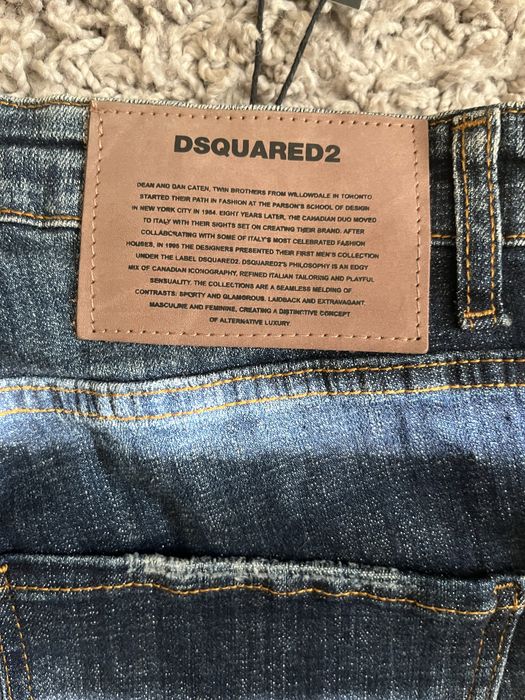 DSQUARED2
DEAN AND DAN CATEN, TWIN BROTHERS FROM WILLOWDALE IN TORONTO
STARTED THEIR PATH IN FASHION AT THE PARSON'S SCHOOL OF DESIGN
IN NEW YORK CITY IN 1984. EIGHT YEARS LATER, THE CANADIAN DUO MOVED
TO ITALY WITH THEIR SIGHTS SET ON CREATING THEIR BRAND. AFTER
COLLABCRATING WITH SOME OF ITALY'S MOST CELEBRATED FASHION
HOUSES, IN 1995 THE DESIGNERS PRESENTED THEIR FIRST MEN'S COLLECTION
UNDER THE LABEL DSQUARED2. DSQUARED2'S PHILOSOPHY IS AN EDGY
MIX OF CANADIAN ICONOGRAPHY, REFINED ITALIAN TAILORING AND PLAYFUL
SENSUALITY. THE COLLECTIONS ARE A SEAMLESS MELDING OF
CONTRASTS: SPORTY AND GLAMOROUS. LAIDBACK AND EXTRAVAGANT.
MASCULINE AND FEMININE, CREATING A DISTINCTIVE CONCEPT
OF ALTERNATIVE LUXURY